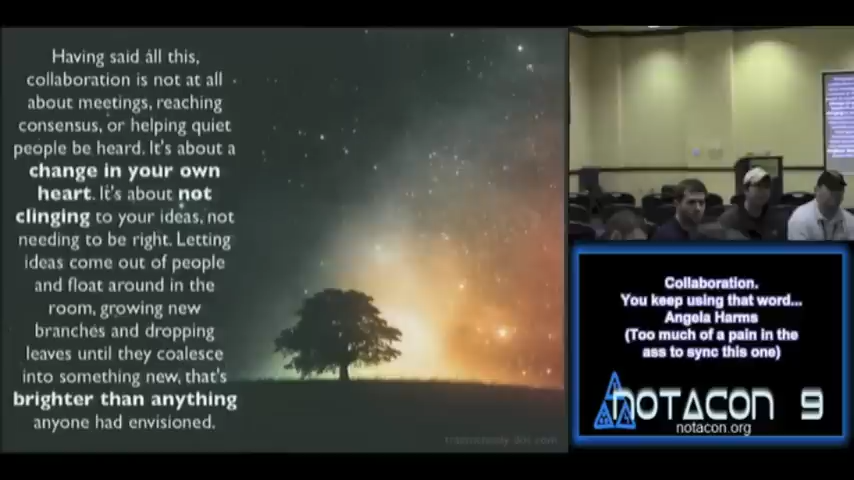 Having said all this,
collaboration is not at all
about meetings, reaching
consensus, or helping quiet
people be heard. It's about a
change in your own
heart. It's about not
clinging to your ideas, not
needing to be right. Letting
ideas come out of people
and float around in the
room, growing new
branches and dropping
leaves until they coalesce
into something new, that's
brighter than anything
anyone had envisioned.
Collaboration.
You keep using that word...
Angela Harms
(Too much of a pain in the
ass to sync this one)
NOTACON 9
notacon.org